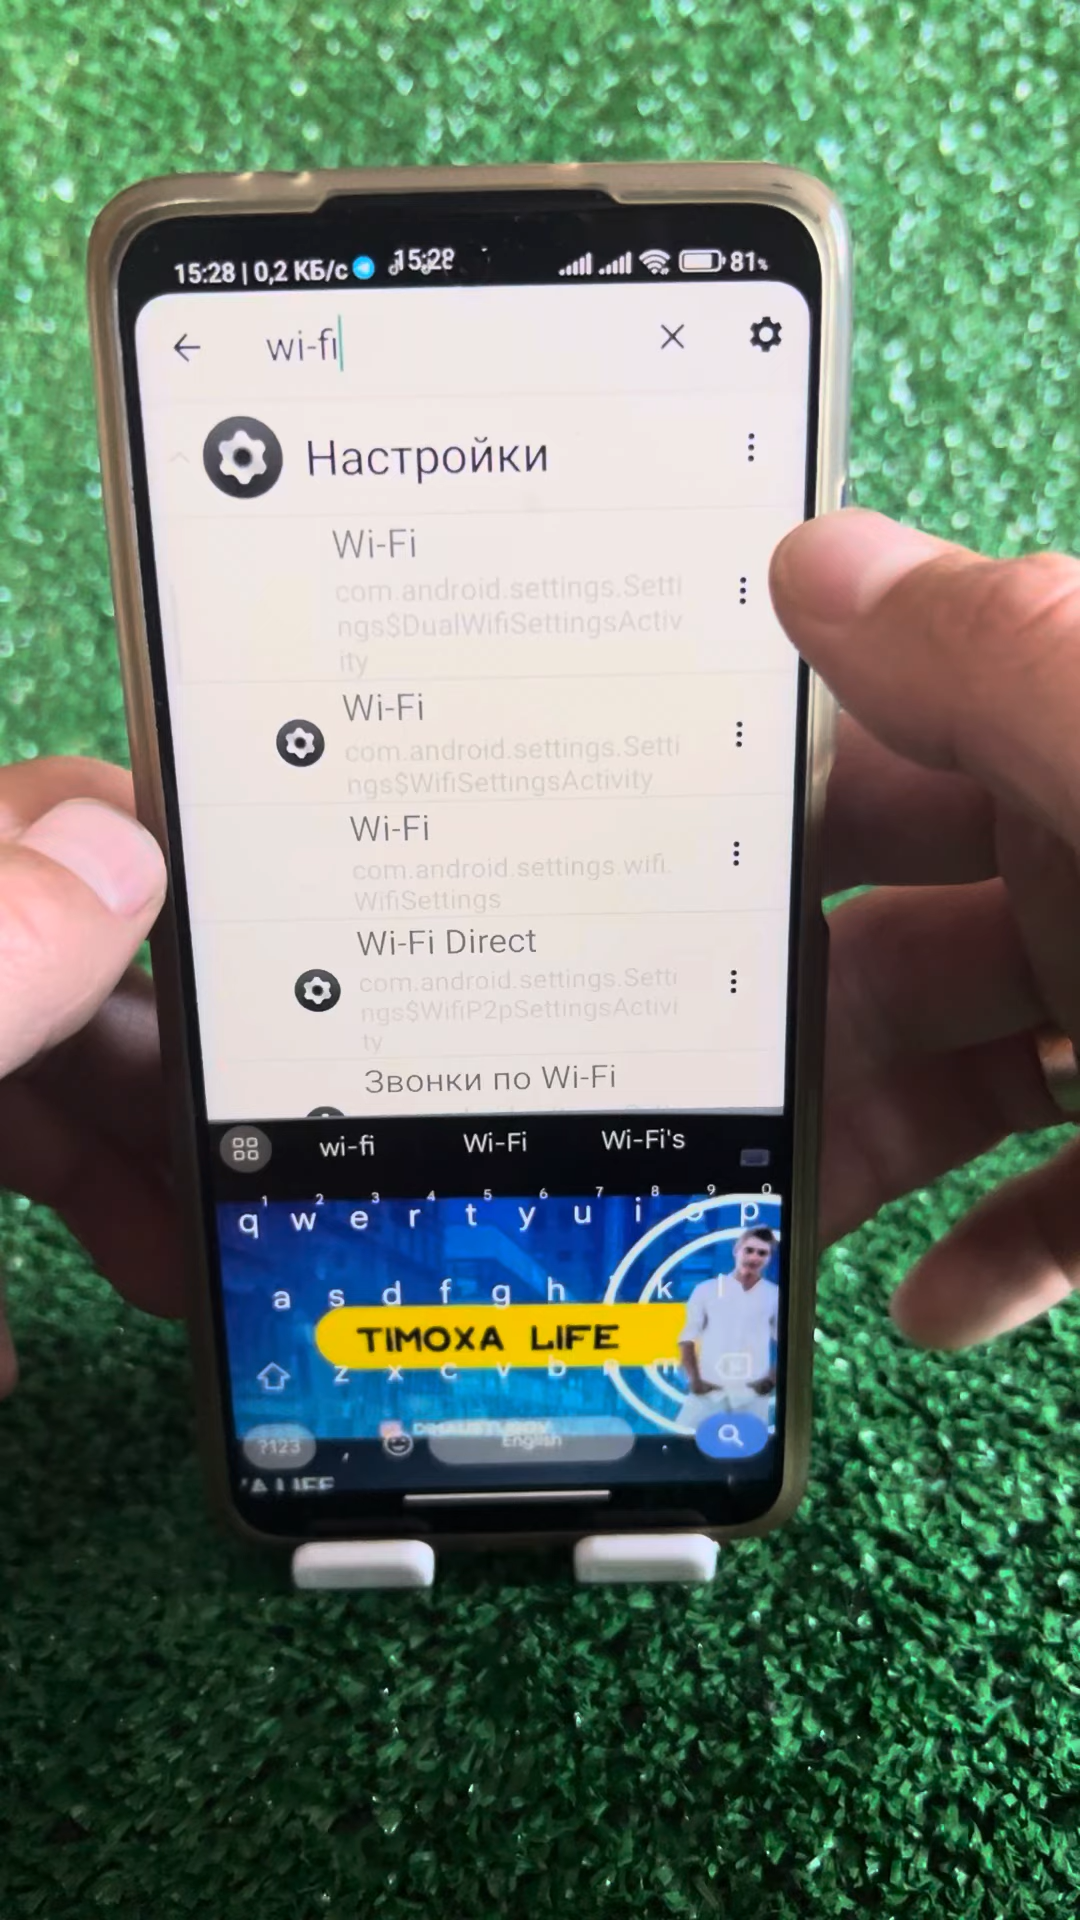 15:28 | 0,2 КБ/с 15:28 81%
wi-fi
Настройки
Wi-Fi
com.android.settings.Setti
ngs$DualWifiSettingsActiv
ity
Wi-Fi
com.android.settings.Setti
ngs$WifiSettingsActivity
Wi-Fi
com.android.settings.wifi.
WifiSettings
Wi-Fi Direct
com.android.settings.Setti
ngs$WifiP2pSettingsActivi
ty
Звонки по Wi-Fi
wi-fi Wi-Fi Wi-Fi's
1 2 3 4 5 6 7 8 9 0
q w e r t y u i o p
a s d f g h k l
TIMOXA LIFE
z x c v b n m
?123 , English .